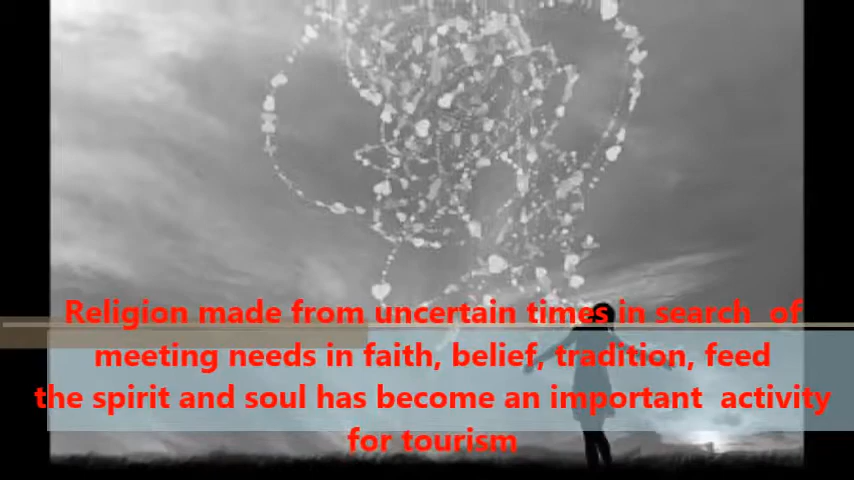 Religion made from uncertain times in search  of
meeting needs in faith, belief, tradition, feed
the spirit and soul has become an important  activity
for tourism